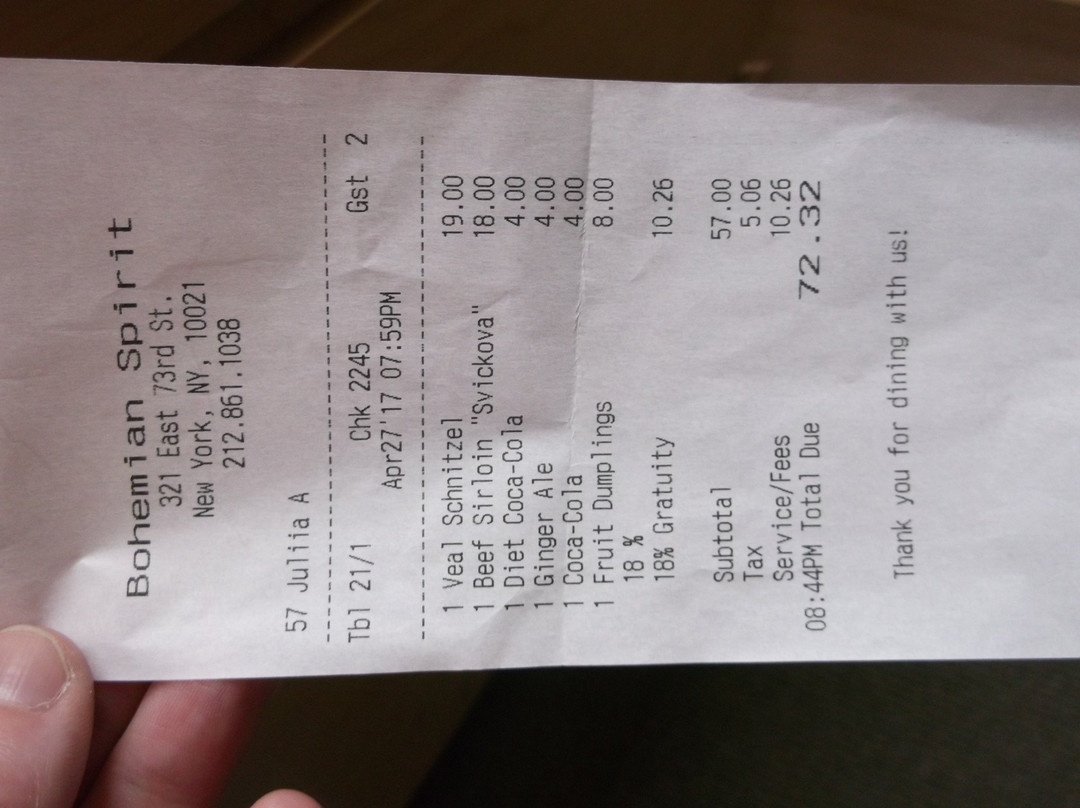 Bohemian Spirit
321 East 73rd St.
New York, NY, 10021
212.861.1038
57 Juliia A
Tbl 21/1 Chk 2245 Gst 2
Apr27'17 07:59PM
1 Veal Schnitzel 19.00
1 Beef Sirloin "Svickova" 18.00
1 Diet Coca-Cola 4.00
1 Ginger Ale 4.00
1 Coca-Cola 4.00
1 Fruit Dumplings 8.00
18 %
18% Gratuity 10.26
Subtotal 57.00
Tax 5.06
Service/Fees 10.26
08:44PM Total Due 72.32
Thank you for dining with us!